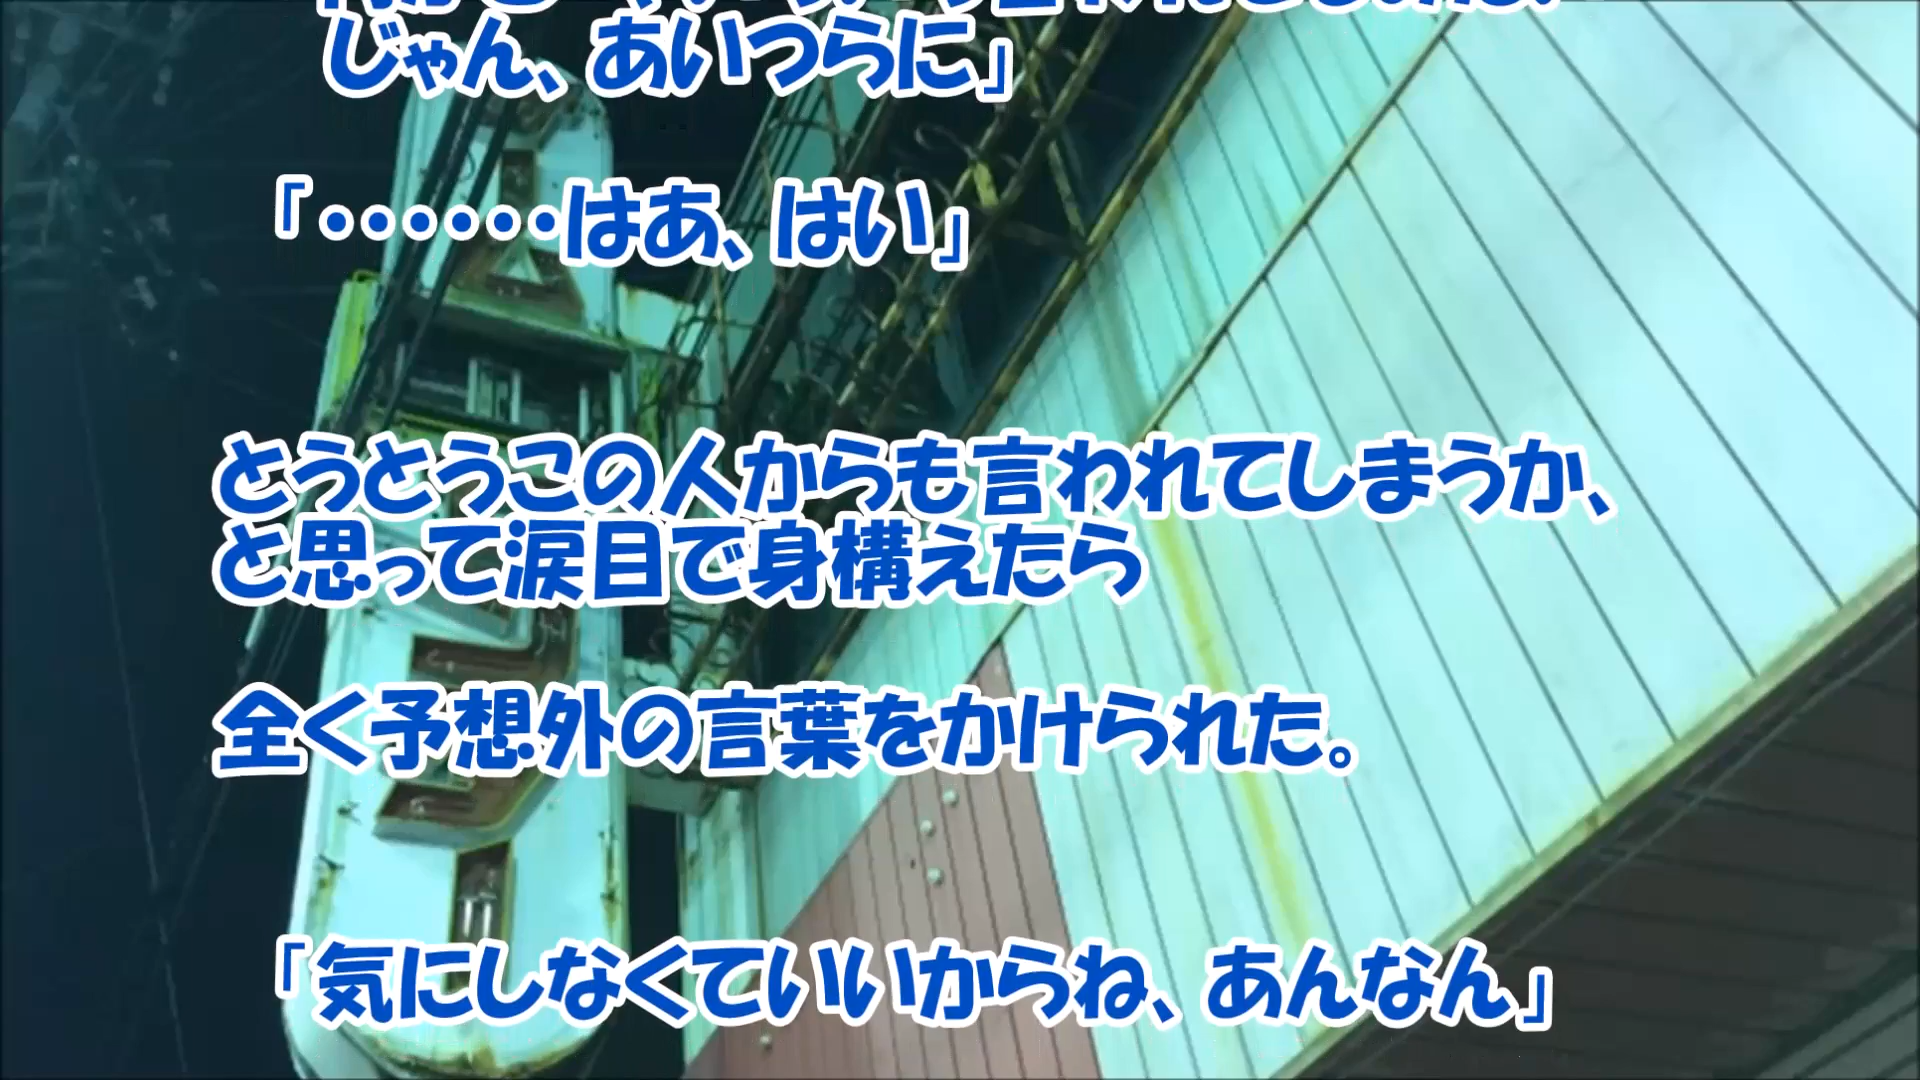 じゃん、あいつらに」
「・・・・・・はあ、はい」
とうとうこの人からも言われてしまうか、
と思って涙目で身構えたら
全く予想外の言葉をかけられた。
「気にしなくていいからね、あんなん」